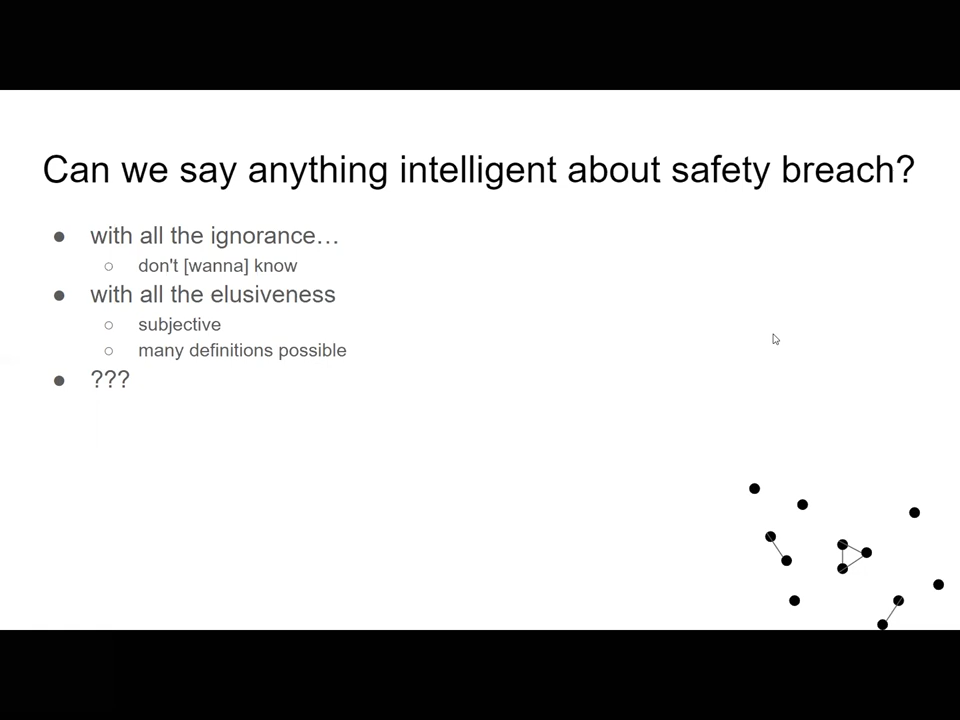 Can we say anything intelligent about safety breach?
● with all the ignorance…
○ don't [wanna] know
● with all the elusiveness
○ subjective
○ many definitions possible
● ???